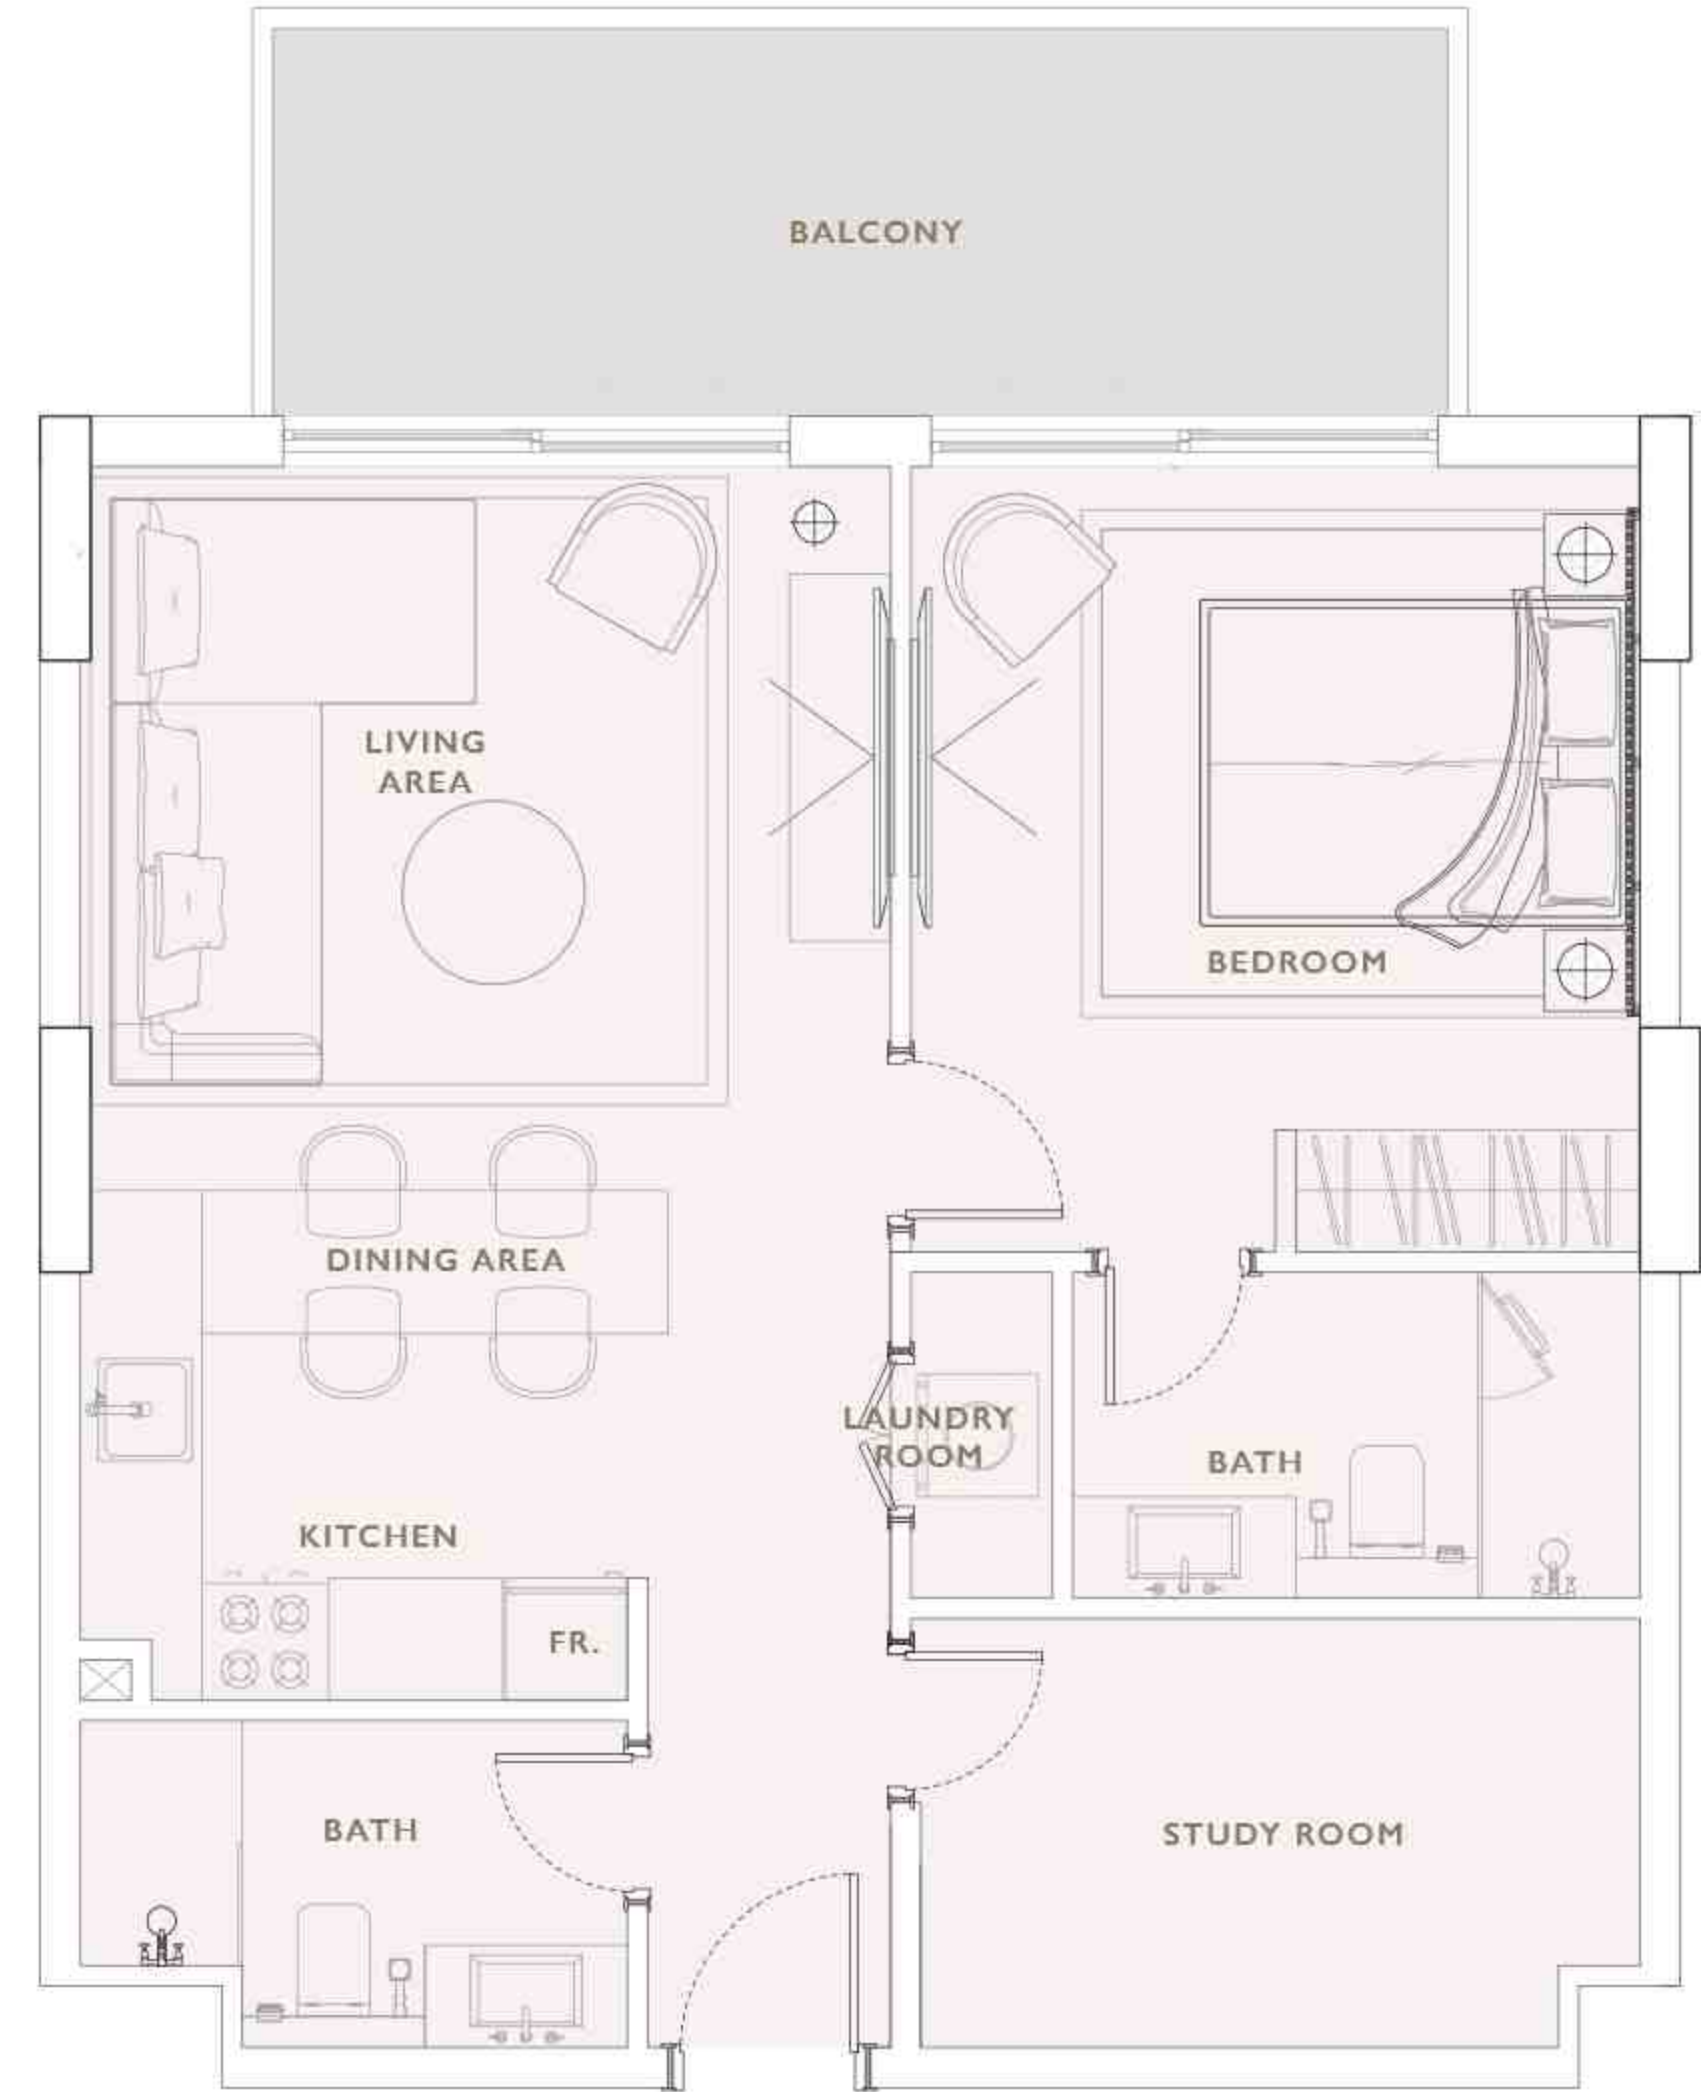 BALCONY
LIVING
AREA
BEDROOM
DINING AREA
LAUNDRY
ROOM
BATH
KITCHEN
FR.
BATH
STUDY ROOM